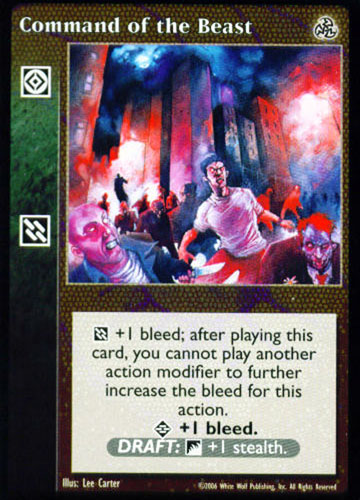 Command of the Beast
+1 bleed; after playing this
card, you cannot play another
action modifier to further
increase the bleed for this
action.
+1 bleed.
DRAFT: +1 stealth.
Illus: Lee Carter ©2006 White Wolf Publishing, Inc. All Rights Reserved